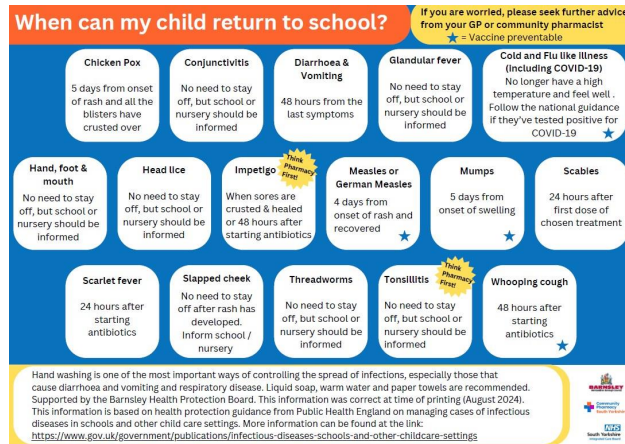 When can my child return to school?
If you are worried, please seek further advice
from your GP or community pharmacist
= Vaccine preventable
Chicken Pox
5 days from onset
of rash and all the
blisters have
crusted over
Conjunctivitis
No need to stay
off, but school or
nursery should be
informed
Diarrhoea &
Vomiting
48 hours from the
last symptoms
Glandular fever
No need to stay
off, but school or
nursery should be
informed
Cold and Flu like Illness
(Including COVID-19)
No longer have a high
temperature and feel well .
Follow the national guidance
if they've tested positive for
COVID-19
Hand, foot &
mouth
No need to stay
off, but school or
nursery should be
informed
Head lice
No need to stay
off, but school or
nursery should be
informed
Impetigo
Think
Pharmacy
First!
When sores are
crusted & healed
or 48 hours after
starting antibiotics
Measles or
German Measles
4 days from
onset of rash and
recovered
Mumps
5 days from
onset of swelling
Scabies
24 hours after
first dose of
chosen treatment
Scarlet fever
24 hours after
starting
antibiotics
Slapped cheek
No need to stay
off after rash has
developed.
Inform school /
nursery
Threadworms
No need to stay
off, but school or
nursery should be
informed
Tonsillitis
Think
Pharmacy
First!
No need to stay
off, but school or
nursery should be
informed
Whooping cough
48 hours after
starting
antibiotics
Hand washing is one of the most important ways of controlling the spread of infections, especially those that
cause diarrhoea and vomiting and respiratory disease. Liquid soap, warm water and paper towels are recommended.
Supported by the Barnsley Health Protection Board. This information was correct at time of printing (August 2024).
This information is based on health protection guidance from Public Health England on managing cases of infectious
diseases in schools and other child care settings. More information can be found at the link:
https://www.gov.uk/government/publications/infectious-diseases-schools-and-other-childcare-settings
BARNSLEY
Community
Pharmacy
South Yorkshire
NHS
South Yorkshire